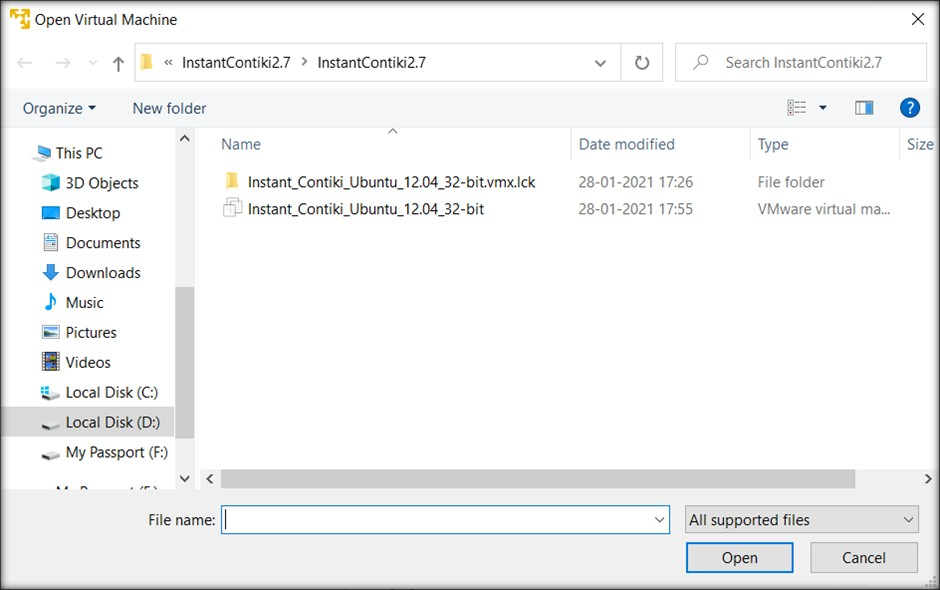 Open Virtual Machine
« InstantContiki2.7 › InstantContiki2.7
Search InstantContiki2.7
Organize
New folder
?
Name
Date modified
Type
Size
Instant_Contiki_Ubuntu_12.04_32-bit.vmx.lck
28-01-2021 17:26
File folder
Instant_Contiki_Ubuntu_12.04_32-bit
28-01-2021 17:55
VMware virtual ma...
This PC
3D Objects
Desktop
Documents
Downloads
Music
Pictures
Videos
Local Disk (C:)
Local Disk (D:)
My Passport (F:)
File name:
All supported files
Open
Cancel